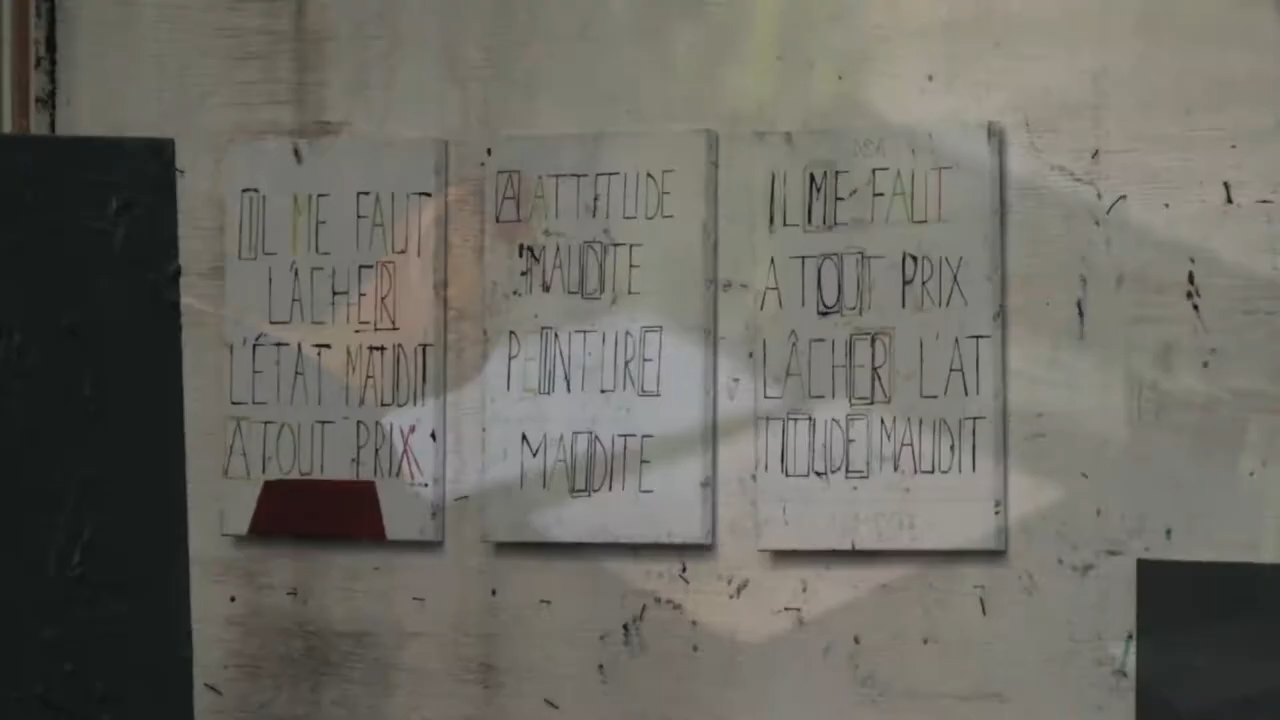 IL ME FAUT
LÂCHER
L'ÉTAT MAUDIT
A TOUT PRIX
A ATTITUDE
MAUDITE
PEINTURE
MAUDITE
IL ME FAUT
A TOUT PRIX
LÂCHER L'AT
TITUDE MAUDIT